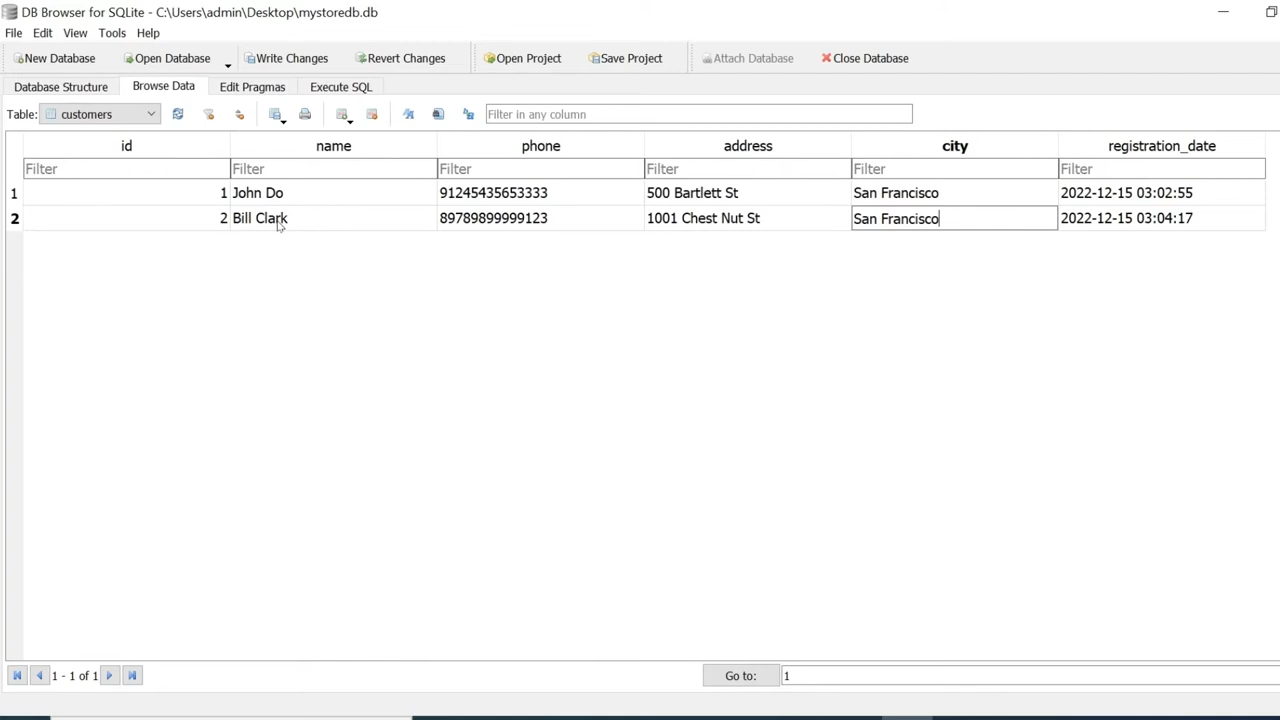 DB Browser for SQLite - C:\Users\admin\Desktop\mystoredb.db
File Edit View Tools Help
New Database Open Database Write Changes Revert Changes Open Project Save Project Attach Database Close Database
Database Structure Browse Data Edit Pragmas Execute SQL
Table: customers Filter in any column
id name phone address city registration_date
Filter Filter Filter Filter Filter Filter
1 1 John Do 91245435653333 500 Bartlett St San Francisco 2022-12-15 03:02:55
2 2 Bill Clark 89789899999123 1001 Chest Nut St San Francisco 2022-12-15 03:04:17
1 - 1 of 1 Go to: 1